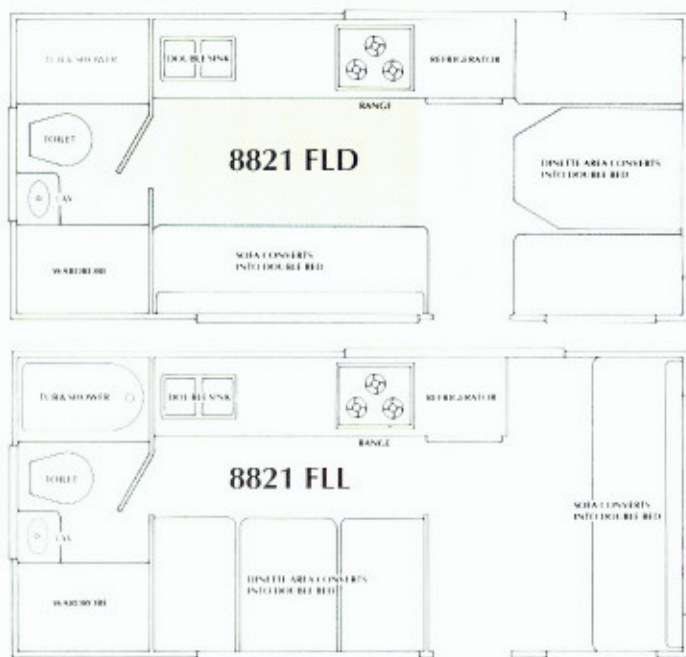 TUB & SHOWER
DOUBLE SINK
REFRIGERATOR
RANGE
TOILET
8821 FLD
DINETTE AREA CONVERTS
INTO DOUBLE BED
LAV
SOFA CONVERTS
INTO DOUBLE BED
WARDROBE
TUB & SHOWER
DOUBLE SINK
REFRIGERATOR
RANGE
TOILET
8821 FLL
SOFA CONVERTS
INTO DOUBLE BED
LAV
DINETTE AREA CONVERTS
INTO DOUBLE BED
WARDROBE